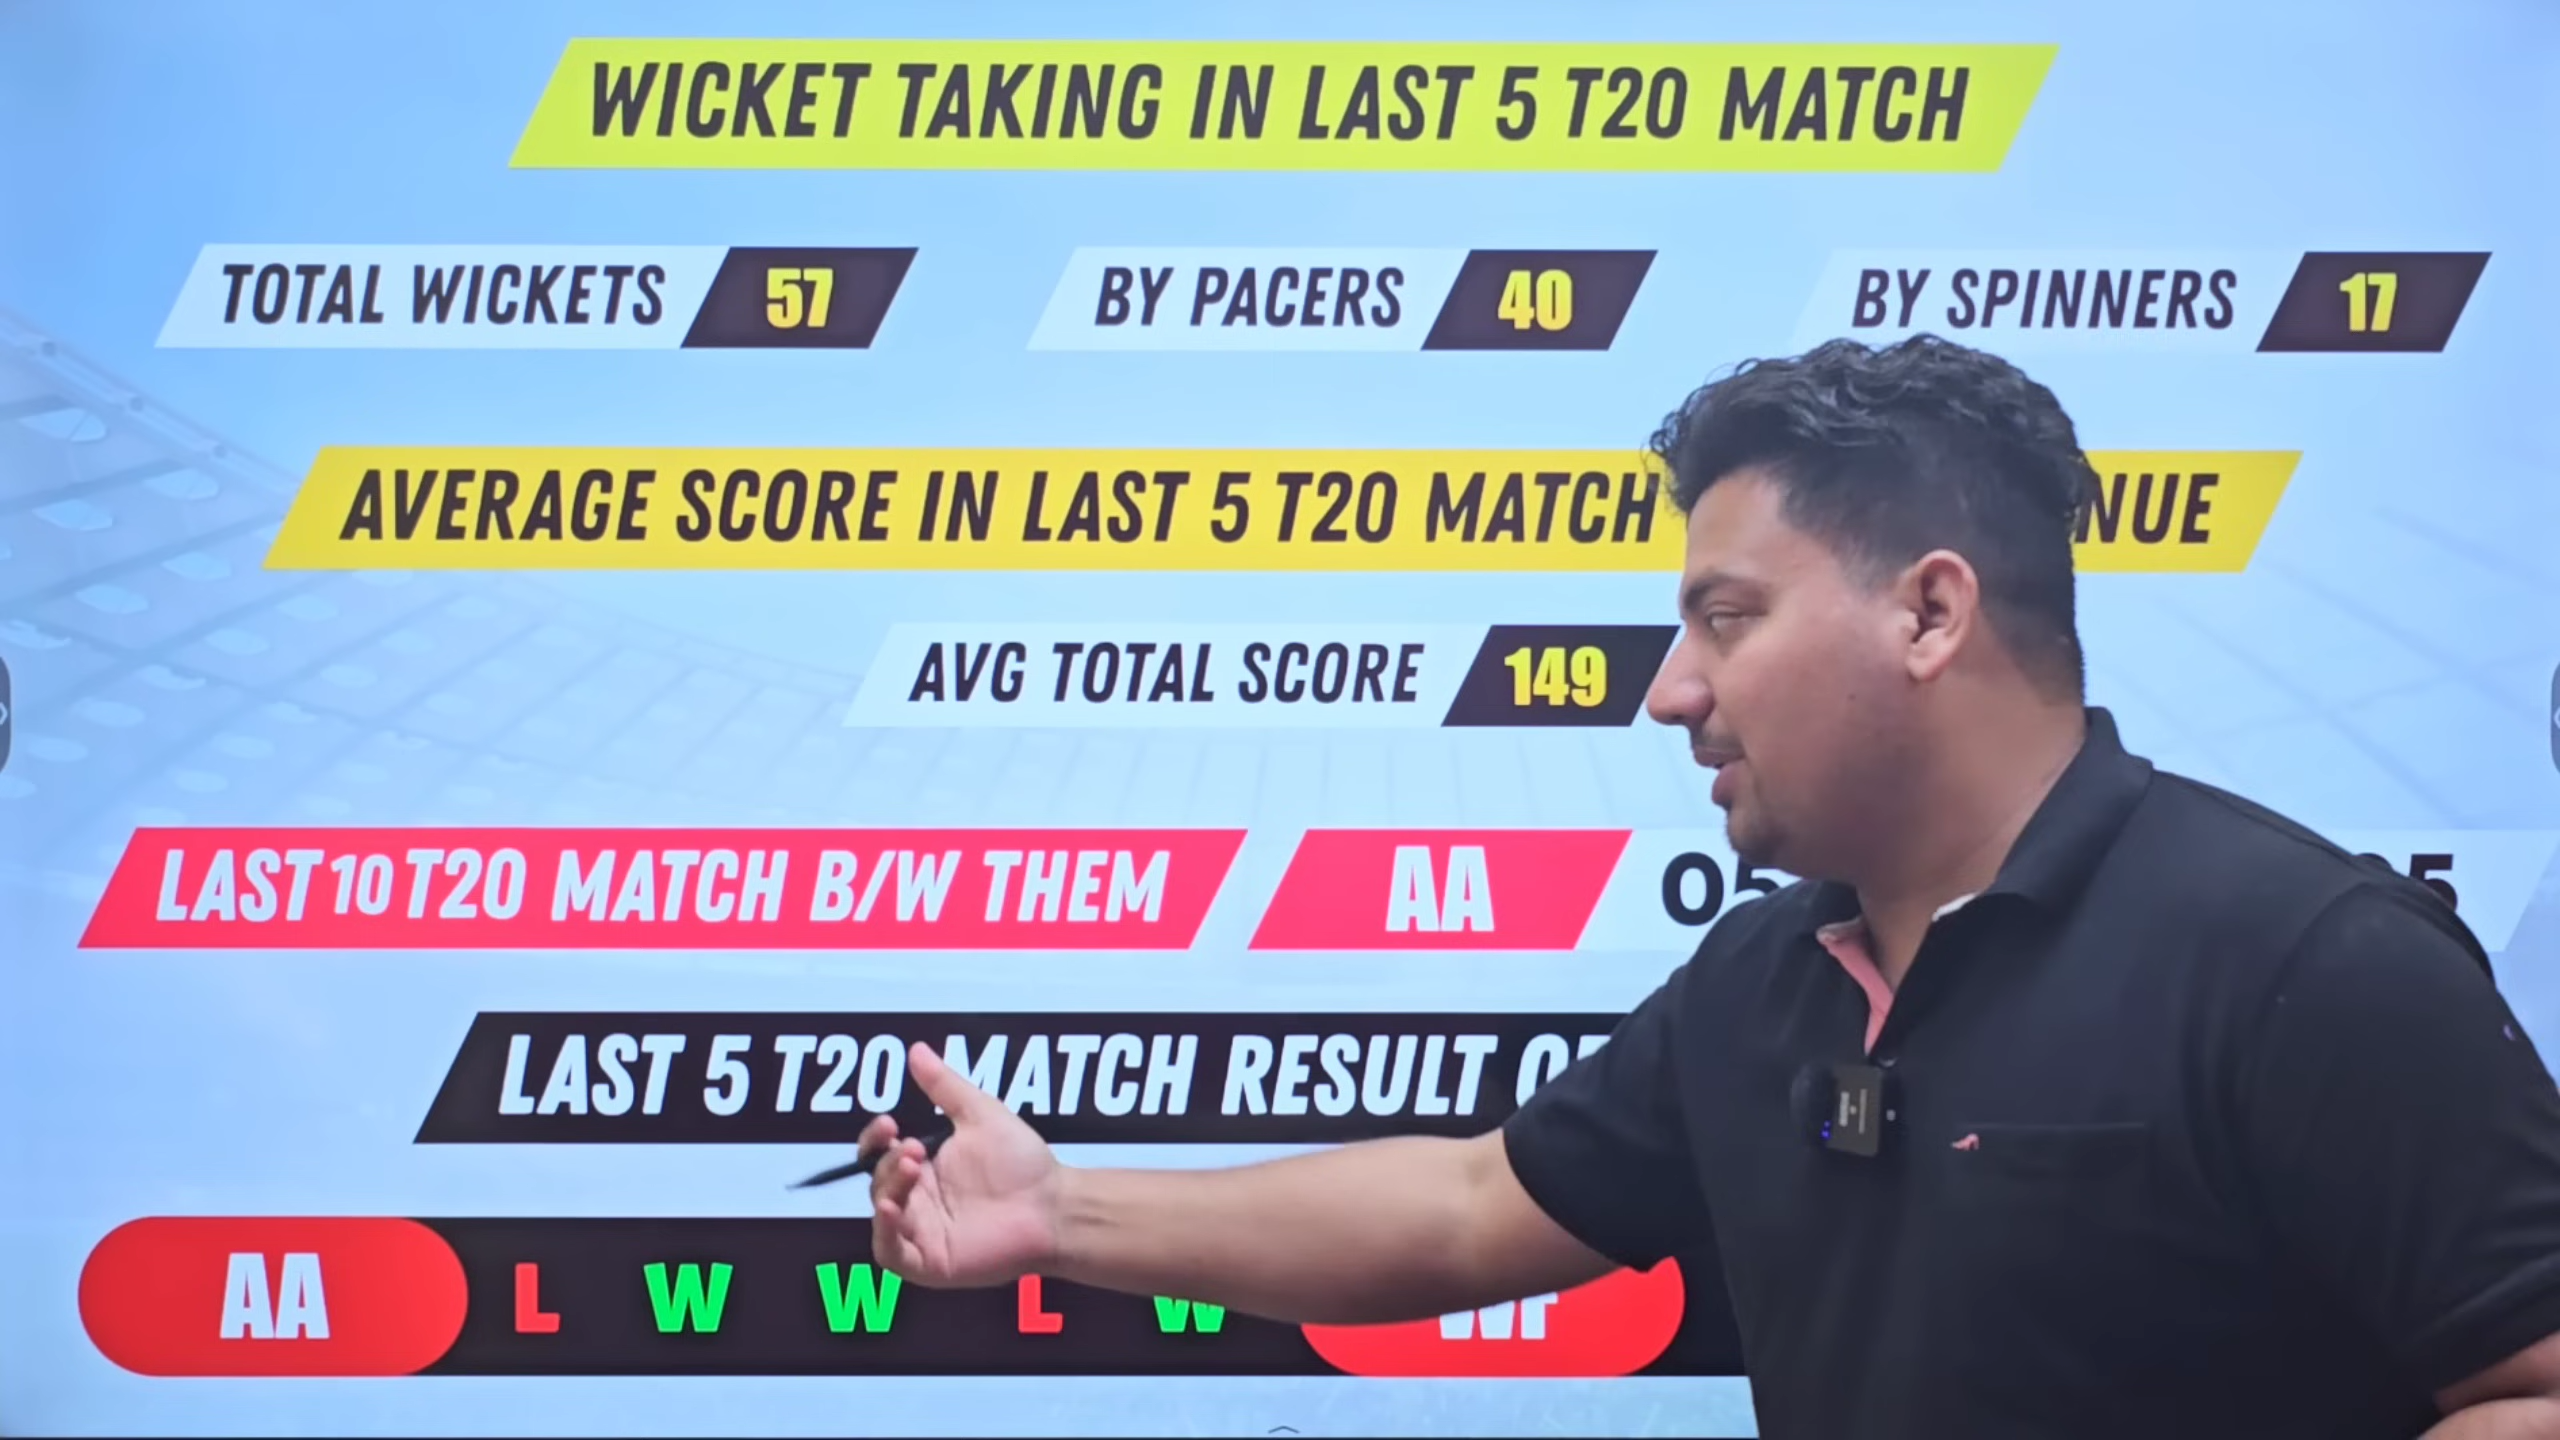 WICKET TAKING IN LAST 5 T20 MATCH
TOTAL WICKETS 57 BY PACERS 40 BY SPINNERS 17
AVERAGE SCORE IN LAST 5 T20 MATCH
AVG TOTAL SCORE 149
LAST 10 T20 MATCH B/W THEM AA 05
LAST 5 T20 MATCH RESULT
AA L W W L W